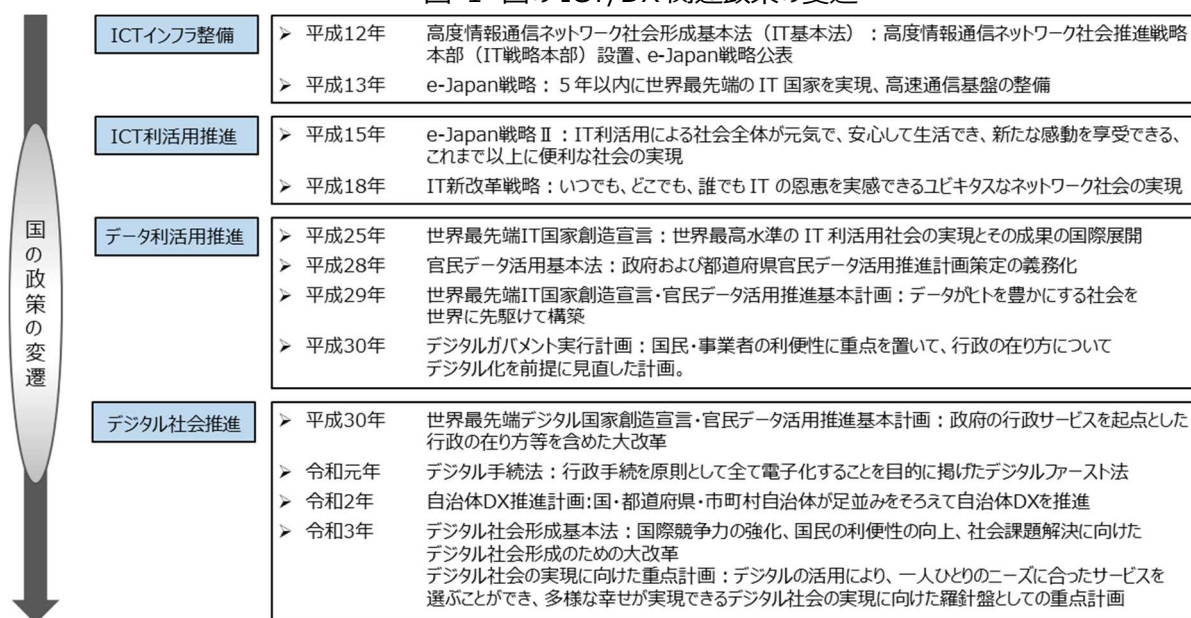 図 1 国の ICT/DX 関連政策の変遷
国の政策の変遷
ICTインフラ整備
➢ 平成12年 高度情報通信ネットワーク社会形成基本法（IT基本法）：高度情報通信ネットワーク社会推進戦略
本部（IT戦略本部）設置、e-Japan戦略公表
➢ 平成13年 e-Japan戦略：５年以内に世界最先端の IT 国家を実現、高速通信基盤の整備
ICT利活用推進
➢ 平成15年 e-Japan戦略Ⅱ：IT利活用による社会全体が元気で、安心して生活でき、新たな感動を享受できる、
これまで以上に便利な社会の実現
➢ 平成18年 IT新改革戦略：いつでも、どこでも、誰でも IT の恩恵を実感できるユビキタスなネットワーク社会の実現
データ利活用推進
➢ 平成25年 世界最先端IT国家創造宣言：世界最高水準の IT 利活用社会の実現とその成果の国際展開
➢ 平成28年 官民データ活用基本法：政府および都道府県官民データ活用推進計画策定の義務化
➢ 平成29年 世界最先端IT国家創造宣言・官民データ活用推進基本計画：データがヒトを豊かにする社会を
世界に先駆けて構築
➢ 平成30年 デジタルガバメント実行計画：国民・事業者の利便性に重点を置いて、行政の在り方について
デジタル化を前提に見直した計画。
デジタル社会推進
➢ 平成30年 世界最先端デジタル国家創造宣言・官民データ活用推進基本計画：政府の行政サービスを起点とした
行政の在り方等を含めた大改革
➢ 令和元年 デジタル手続法：行政手続を原則として全て電子化することを目的に掲げたデジタルファースト法
➢ 令和2年 自治体DX推進計画:国・都道府県・市町村自治体が足並みをそろえて自治体DXを推進
➢ 令和3年 デジタル社会形成基本法：国際競争力の強化、国民の利便性の向上、社会課題解決に向けた
デジタル社会形成のための大改革
デジタル社会の実現に向けた重点計画：デジタルの活用により、一人ひとりのニーズに合ったサービスを
選ぶことができ、多様な幸せが実現できるデジタル社会の実現に向けた羅針盤としての重点計画